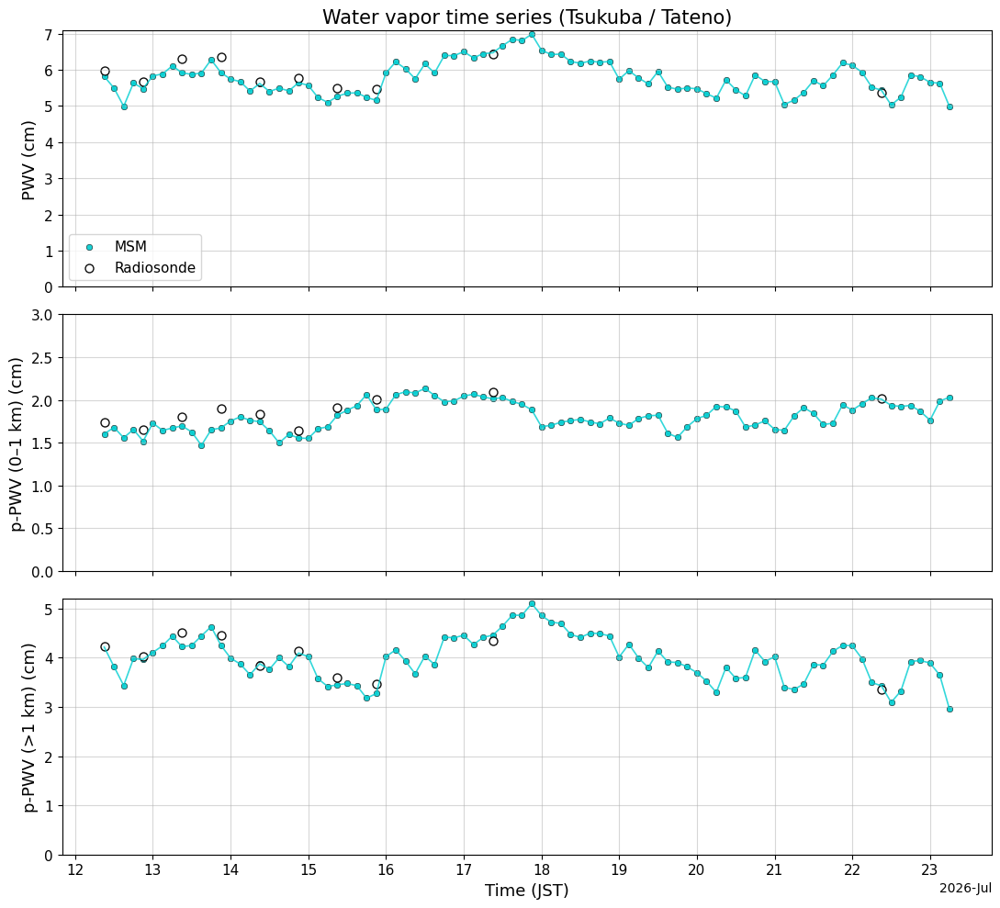 Water vapor time series (Tsukuba / Tateno)
7
6
5
4
3
2
1
0
PWV (cm)
MSM
Radiosonde
3.0
2.5
2.0
1.5
1.0
0.5
0.0
p-PWV (0–1 km) (cm)
5
4
3
2
1
0
p-PWV (>1 km) (cm)
12 13 14 15 16 17 18 19 20 21 22 23
Time (JST)
2026-Jul